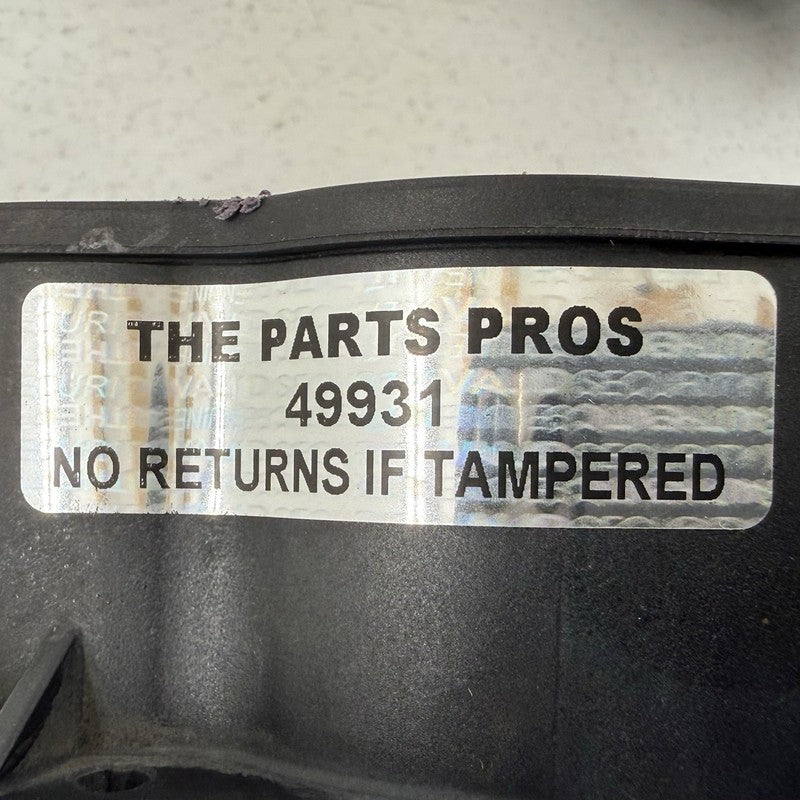 THE PARTS PROS
49931
NO RETURNS IF TAMPERED